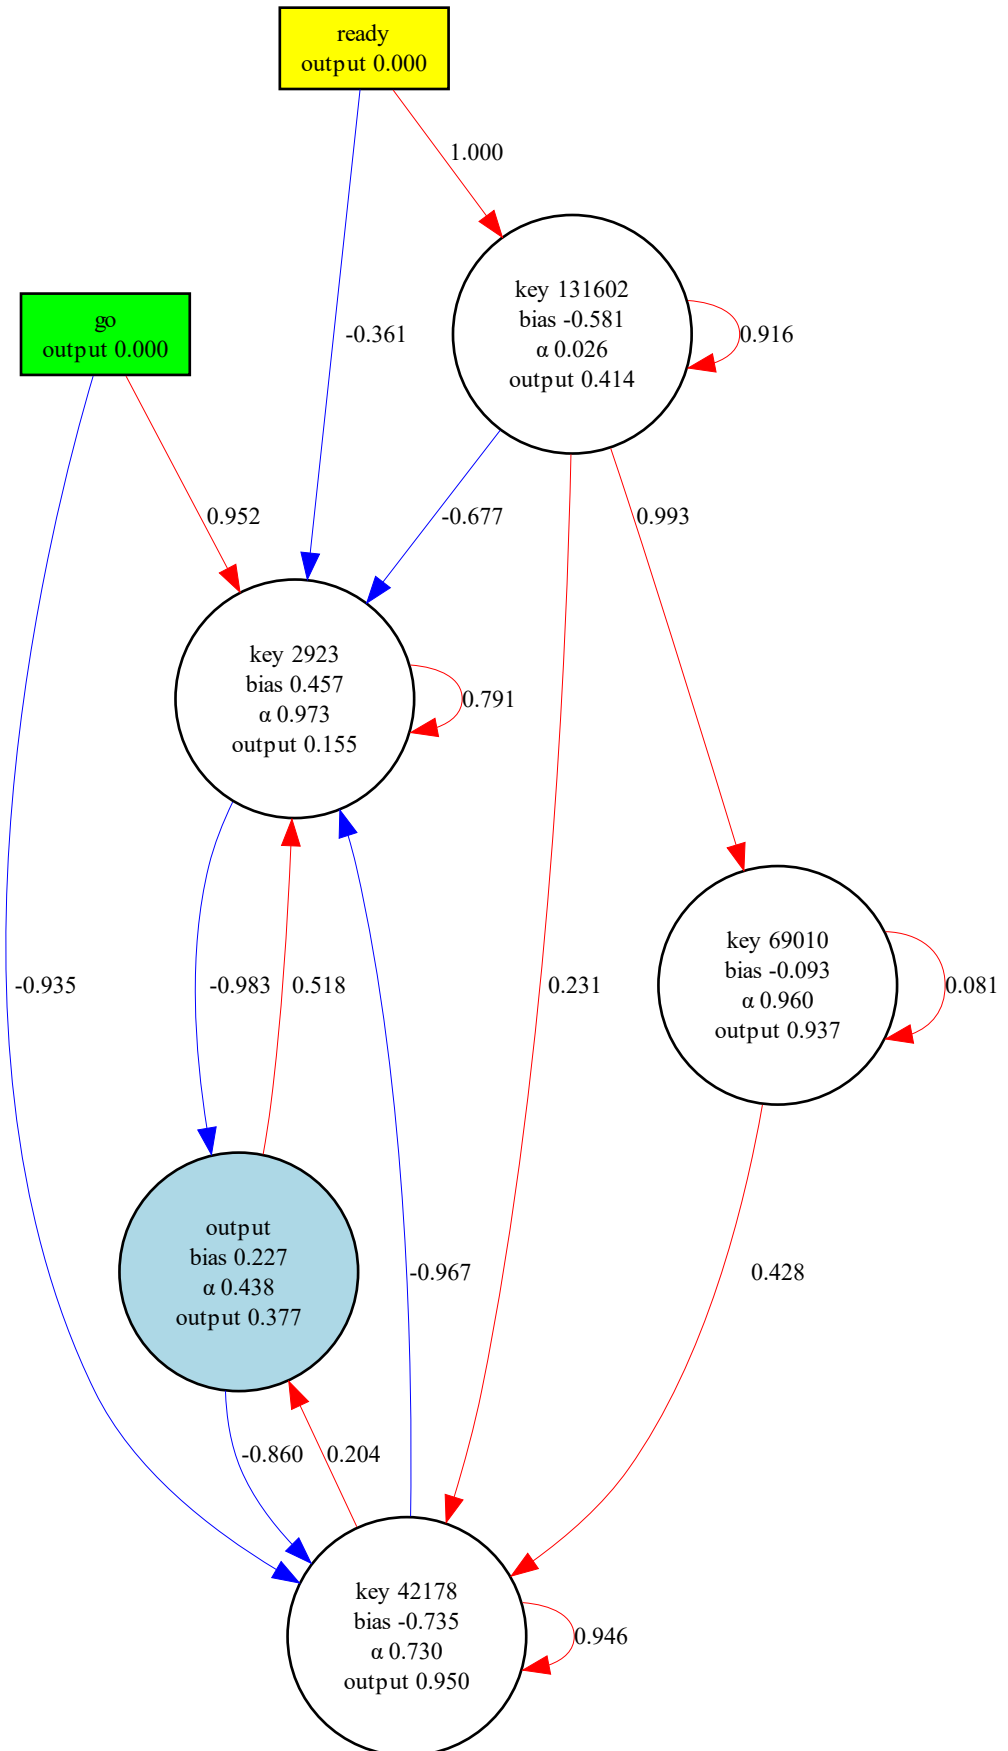 ready
output 0.000
1.000
key 131602
bias -0.581
α 0.026
output 0.414
0.916
-0.361
go
output 0.000
0.952
-0.677
0.993
key 2923
bias 0.457
α 0.973
output 0.155
0.791
key 69010
bias -0.093
α 0.960
output 0.937
0.081
-0.935
-0.983
0.518
0.231
output
bias 0.227
α 0.438
output 0.377
-0.967
0.428
-0.860
0.204
key 42178
bias -0.735
α 0.730
output 0.950
0.946